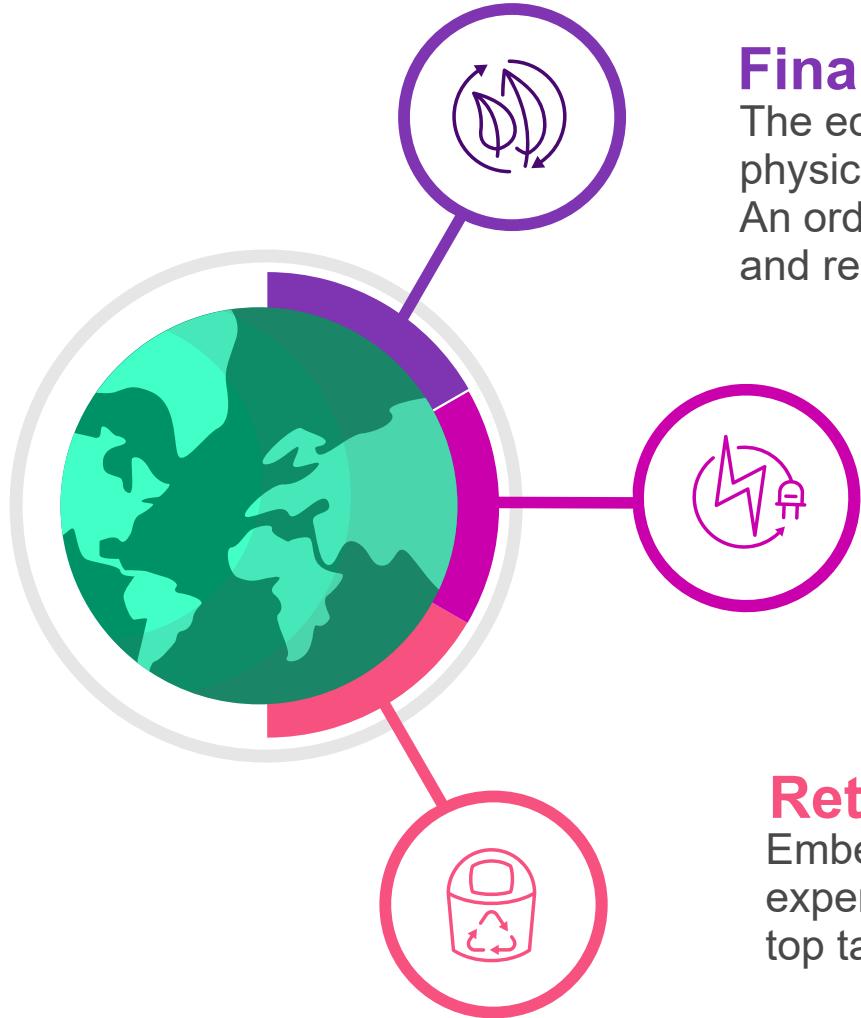 Fina
The ec
physic
An ord
and re
Ret
Embe
exper
top ta